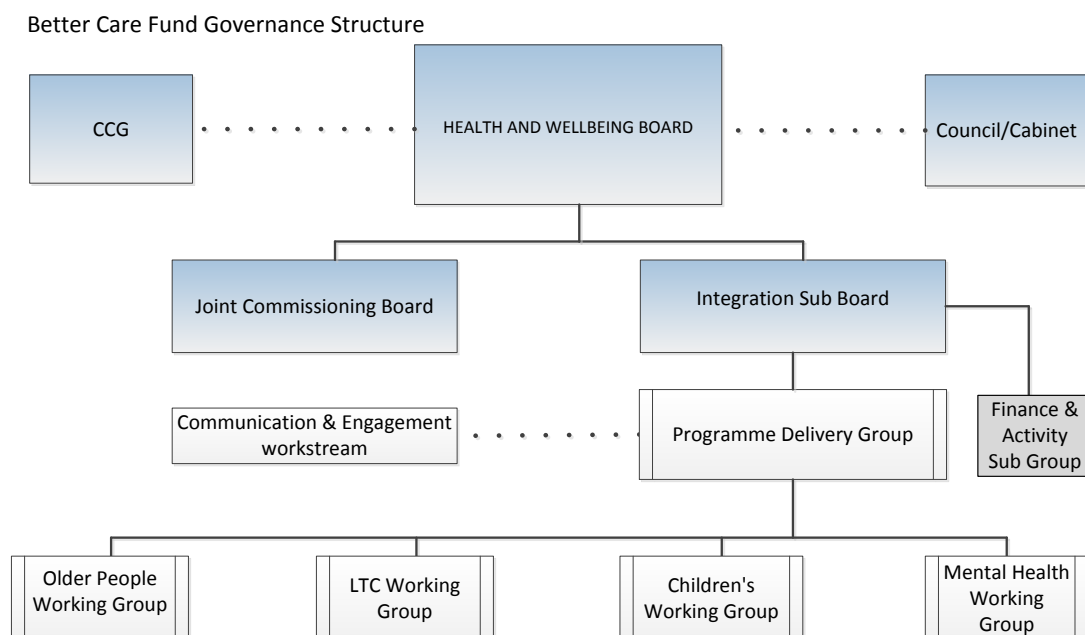 Better Care Fund Governance Structure
CCG
HEALTH AND WELLBEING BOARD
Council/Cabinet
Joint Commissioning Board
Integration Sub Board
Communication & Engagement
workstream
Programme Delivery Group
Finance &
Activity
Sub Group
Older People
Working Group
LTC Working
Group
Children's
Working Group
Mental Health
Working
Group